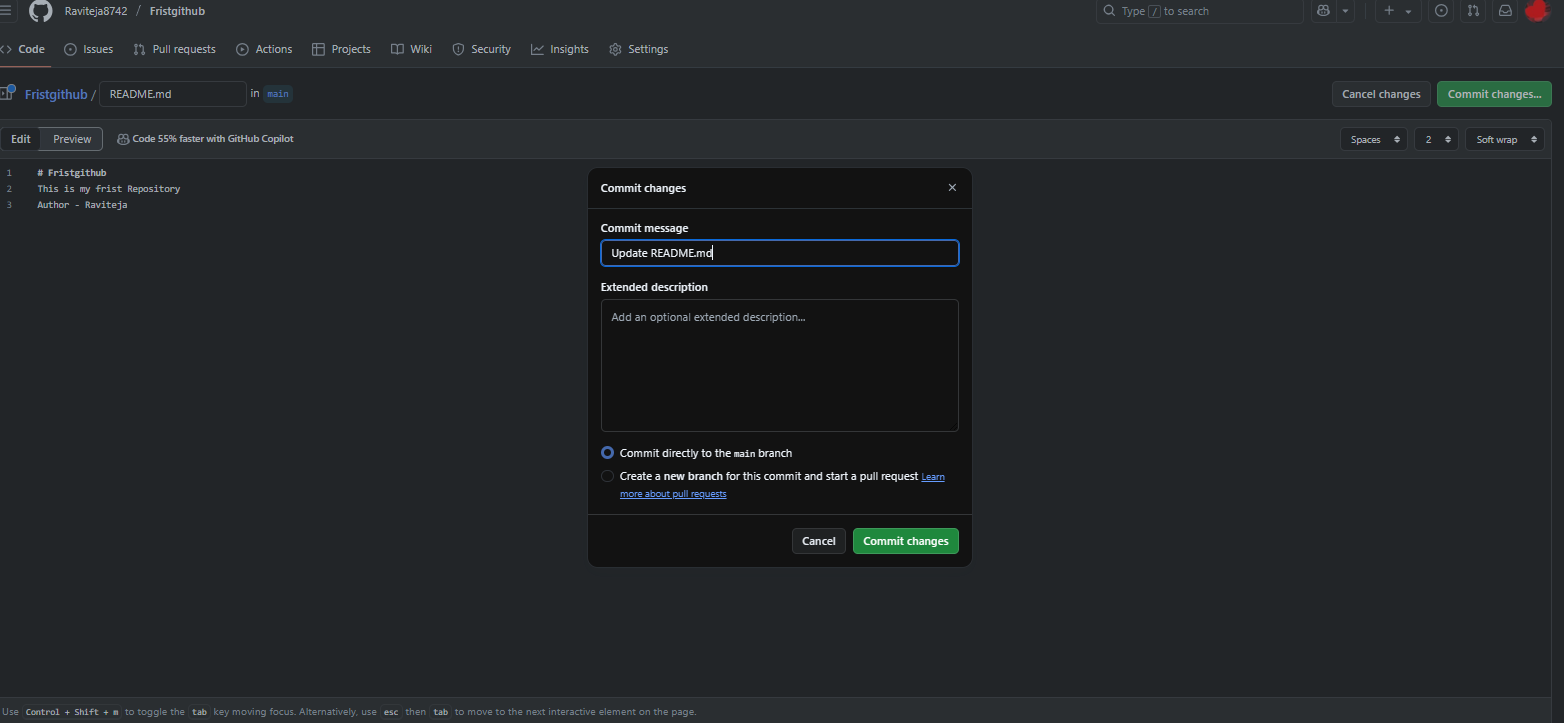 Raviteja8742 / Fristgithub
Type / to search
<> Code Issues Pull requests Actions Projects Wiki Security Insights Settings
Fristgithub / README.md in main
Cancel changes Commit changes...
Edit Preview Code 55% faster with GitHub Copilot
Spaces 2 Soft wrap
1 # Fristgithub
2 This is my frist Repository
3 Author - Raviteja
Commit changes
Commit message
Update README.md
Extended description
Add an optional extended description...
Commit directly to the main branch
Create a new branch for this commit and start a pull request Learn
more about pull requests
Cancel Commit changes
Use Control + Shift + m to toggle the tab key moving focus. Alternatively, use esc then tab to move to the next interactive element on the page.